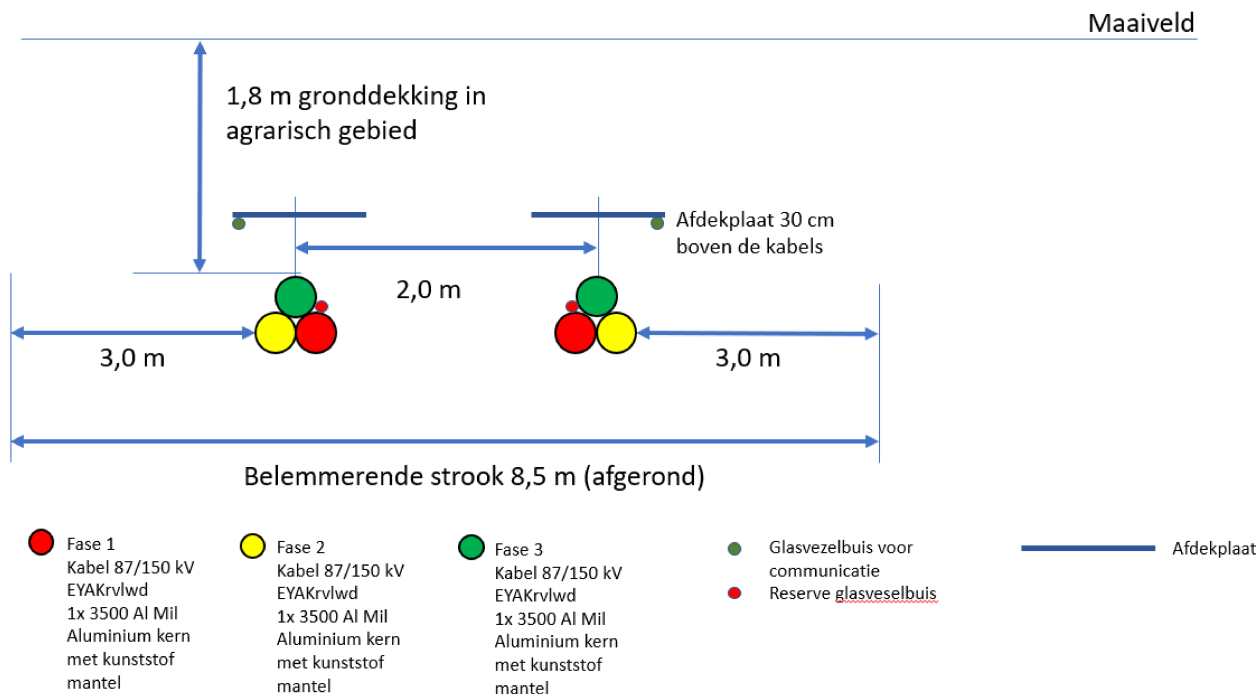 Maaiveld
1,8 m gronddekking in
agrarisch gebied
Afdekplaat 30 cm
boven de kabels
2,0 m
3,0 m
3,0 m
Belemmerende strook 8,5 m (afgerond)
Fase 1
Kabel 87/150 kV
EYAKrvlwd
1x 3500 Al Mil
Aluminium kern
met kunststof
mantel
Fase 2
Kabel 87/150 kV
EYAKrvlwd
1x 3500 Al Mil
Aluminium kern
met kunststof
mantel
Fase 3
Kabel 87/150 kV
EYAKrvlwd
1x 3500 Al Mil
Aluminium kern
met kunststof
mantel
Glasvezelbuis voor
communicatie
Reserve glasveselbuis
Afdekplaat